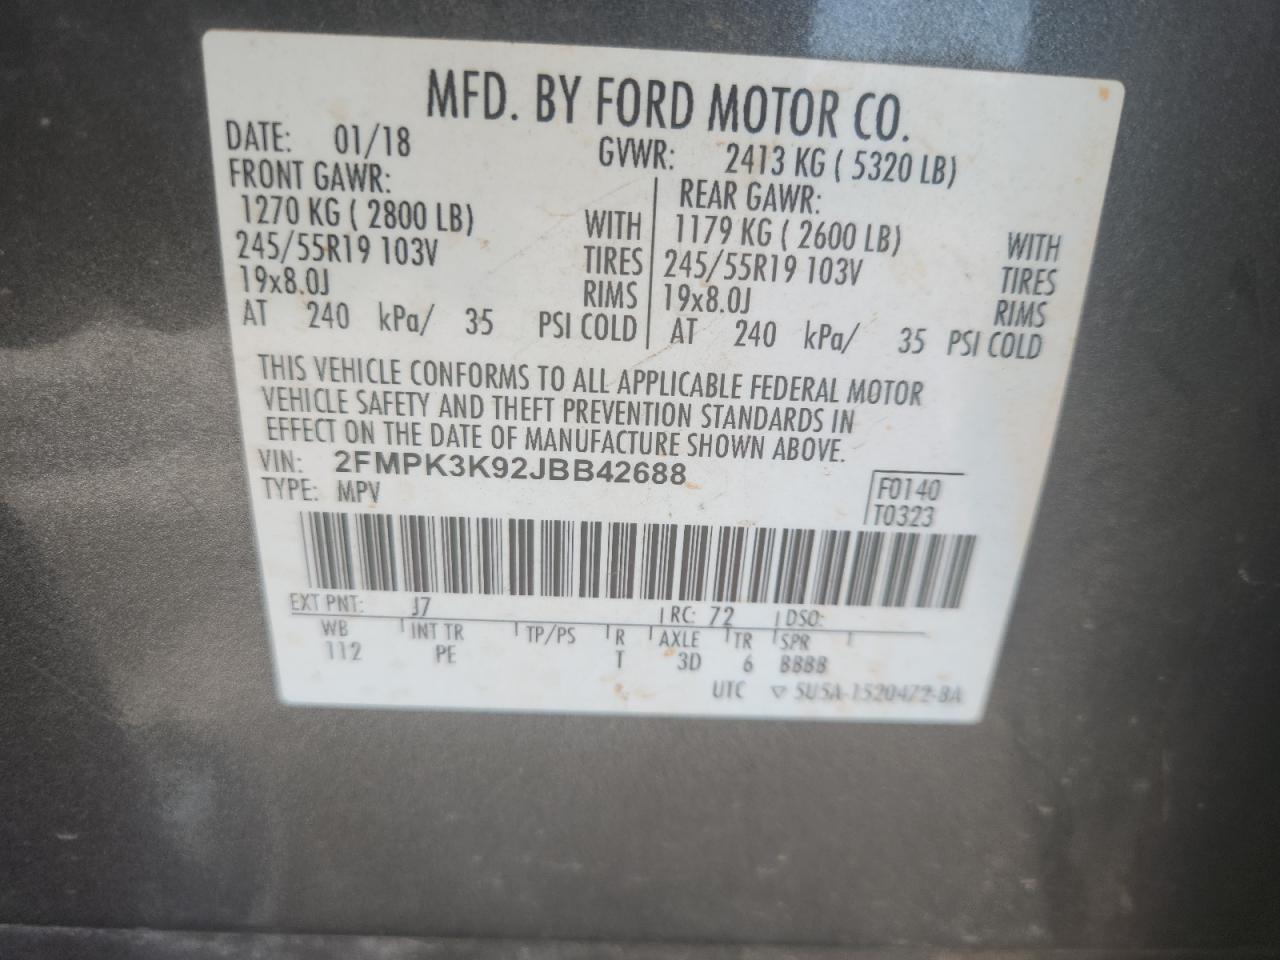 MFD. BY FORD MOTOR CO.
DATE: 01/18 GVWR: 2413 KG ( 5320 LB)
FRONT GAWR: REAR GAWR:
1270 KG ( 2800 LB) WITH 1179 KG ( 2600 LB) WITH
245/55R19 103V TIRES 245/55R19 103V TIRES
19x8.0J RIMS 19x8.0J RIMS
AT 240 kPa/ 35 PSI COLD AT 240 kPa/ 35 PSI COLD
THIS VEHICLE CONFORMS TO ALL APPLICABLE FEDERAL MOTOR
VEHICLE SAFETY AND THEFT PREVENTION STANDARDS IN
EFFECT ON THE DATE OF MANUFACTURE SHOWN ABOVE.
VIN: 2FMPK3K92JBB42688
TYPE: MPV
F0140
T0323
EXT PNT: J7 RC: 72 DSO:
WB INT TR TP/PS R AXLE TR SPR
112 PE T 3D 6 BBBB
UTC ▽ 5U5A-1520472-BA